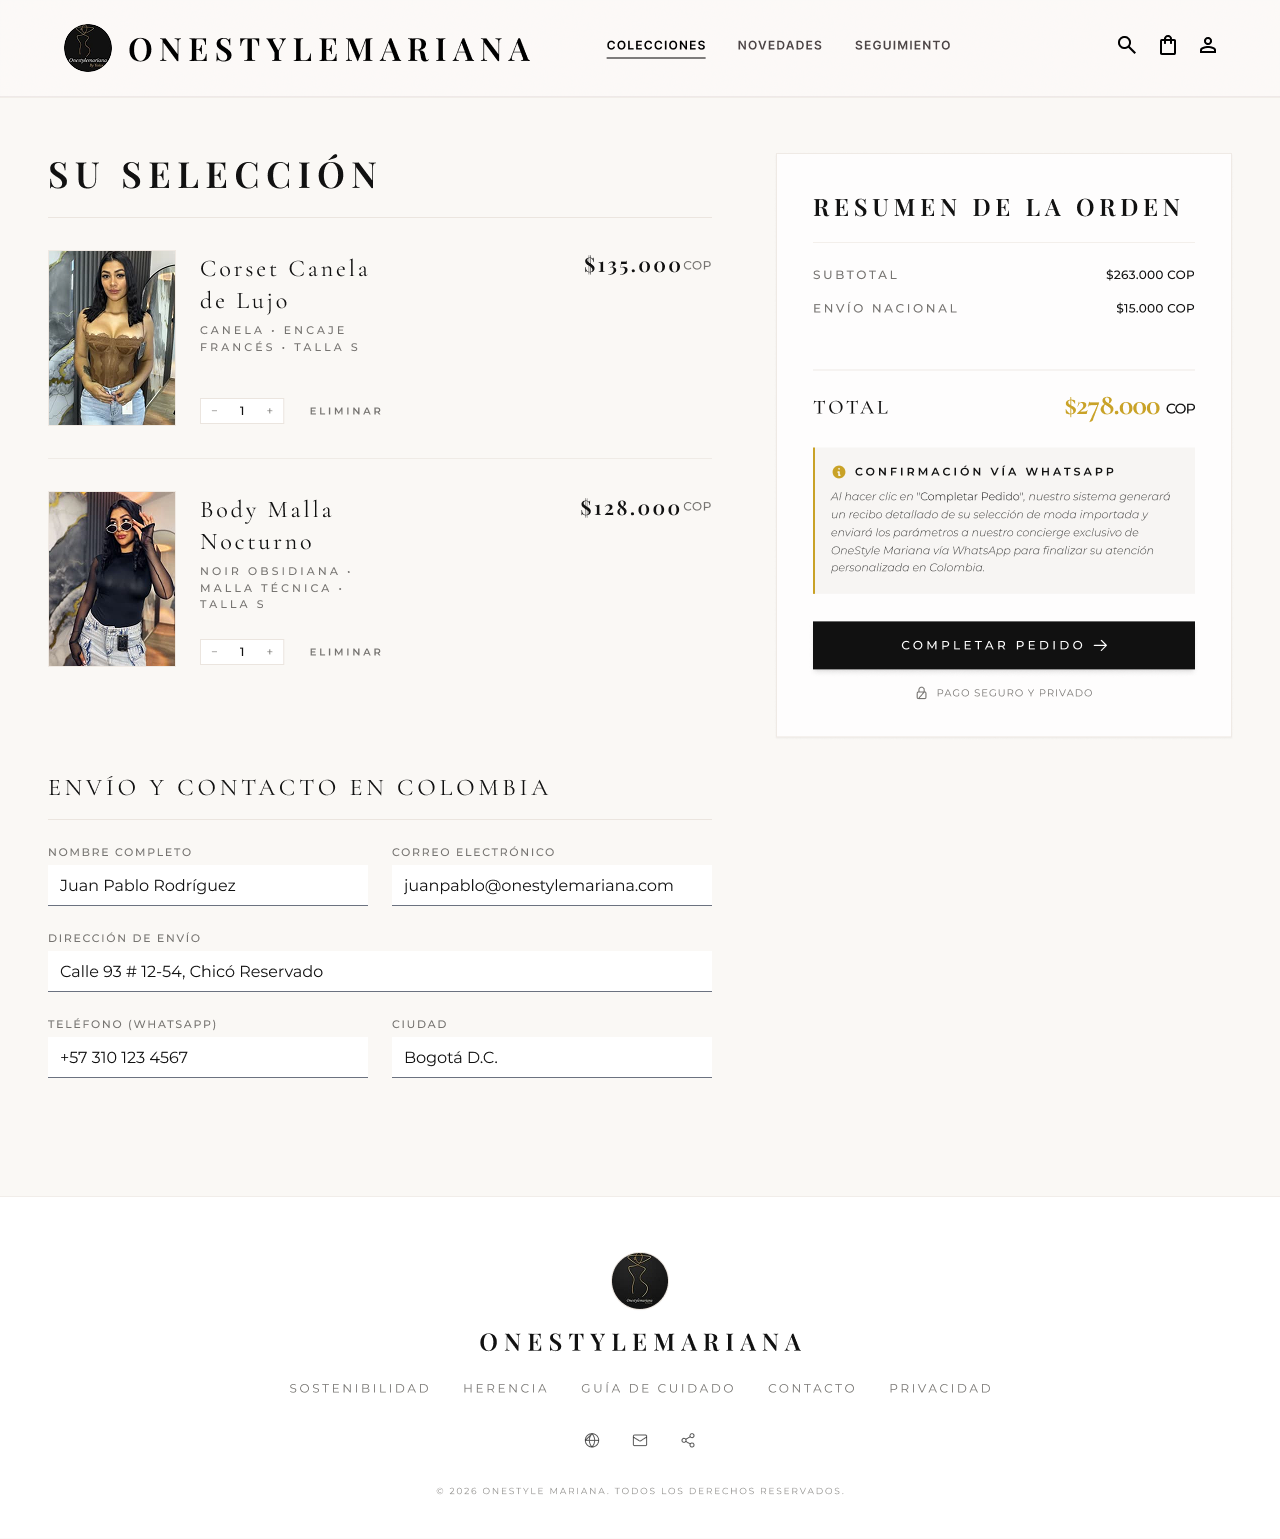 Onestylemariana
ONESTYLEMARIANA
COLECCIONES
NOVEDADES
SEGUIMIENTO
SU SELECCIÓN
Corset Canela
de Lujo
CANELA • ENCAJE
FRANCÉS • TALLA S
− 1 +
ELIMINAR
$135.000 COP
Body Malla
Nocturno
NOIR OBSIDIANA •
MALLA TÉCNICA •
TALLA S
− 1 +
ELIMINAR
$128.000 COP
RESUMEN DE LA ORDEN
SUBTOTAL $263.000 COP
ENVÍO NACIONAL $15.000 COP
TOTAL $278.000 COP
CONFIRMACIÓN VÍA WHATSAPP
Al hacer clic en "Completar Pedido", nuestro sistema generará
un recibo detallado de su selección de moda importada y
enviará los parámetros a nuestro concierge exclusivo de
OneStyle Mariana vía WhatsApp para finalizar su atención
personalizada en Colombia.
COMPLETAR PEDIDO →
PAGO SEGURO Y PRIVADO
ENVÍO Y CONTACTO EN COLOMBIA
NOMBRE COMPLETO
Juan Pablo Rodríguez
CORREO ELECTRÓNICO
juanpablo@onestylemariana.com
DIRECCIÓN DE ENVÍO
Calle 93 # 12-54, Chicó Reservado
TELÉFONO (WHATSAPP)
+57 310 123 4567
CIUDAD
Bogotá D.C.
Onestylemariana
ONESTYLEMARIANA
SOSTENIBILIDAD
HERENCIA
GUÍA DE CUIDADO
CONTACTO
PRIVACIDAD
© 2026 ONESTYLE MARIANA. TODOS LOS DERECHOS RESERVADOS.